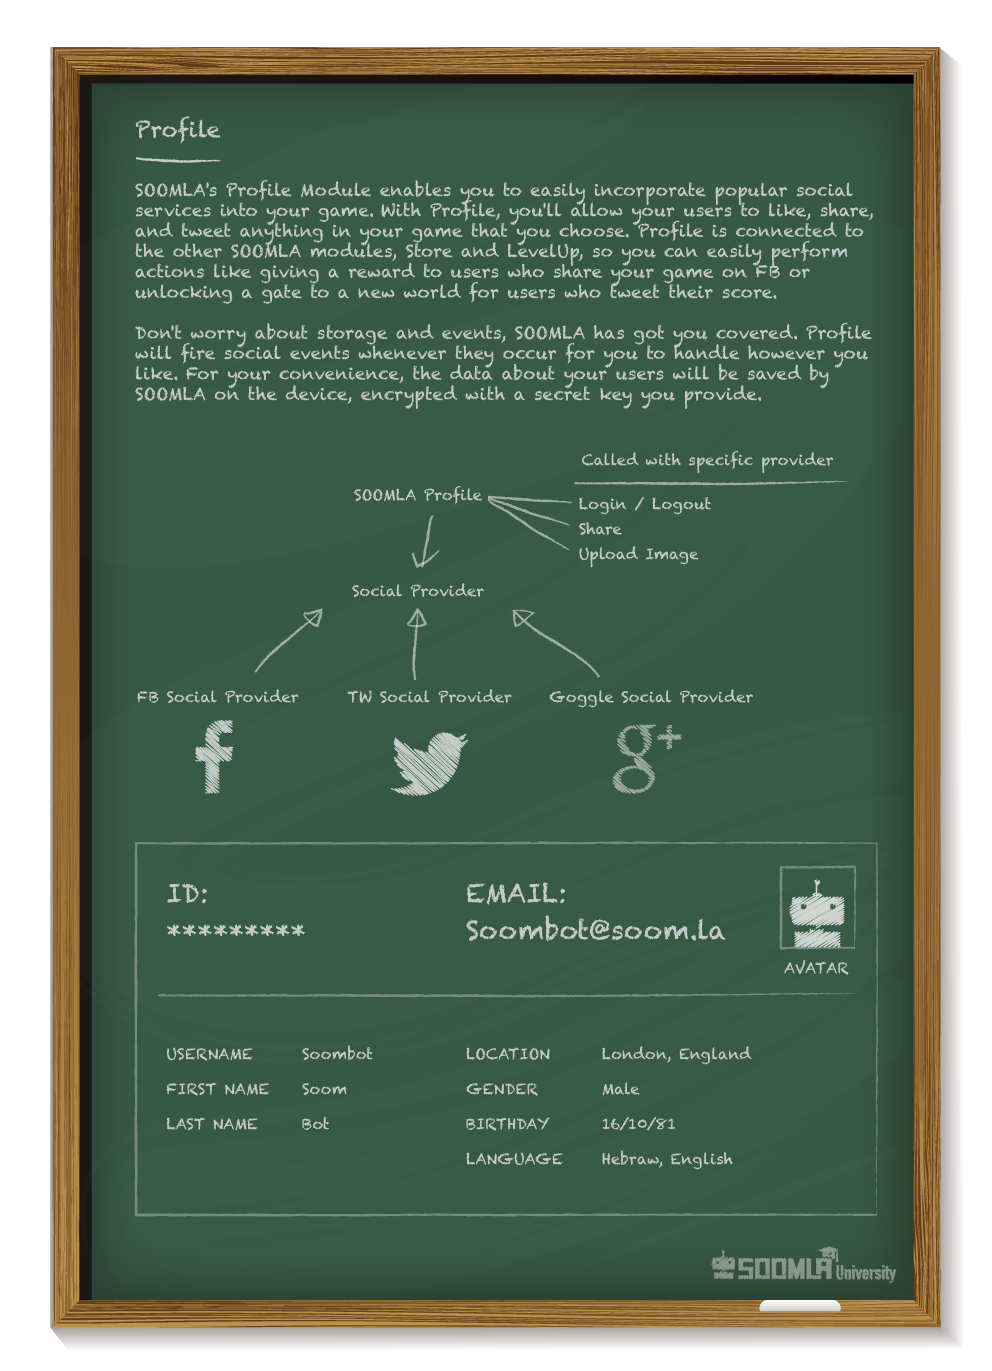 Profile
SOOMLA's Profile Module enables you to easily incorporate popular social
services into your game. With Profile, you'll allow your users to like, share,
and tweet anything in your game that you choose. Profile is connected to
the other SOOMLA modules, Store and LevelUp, so you can easily perform
actions like giving a reward to users who share your game on FB or
unlocking a gate to a new world for users who tweet their score.
Don't worry about storage and events, SOOMLA has got you covered. Profile
will fire social events whenever they occur for you to handle however you
like. For your convenience, the data about your users will be saved by
SOOMLA on the device, encrypted with a secret key you provide.
Called with specific provider
SOOMLA Profile
Login / Logout
Share
Upload Image
Social Provider
FB Social Provider
TW Social Provider
Goggle Social Provider
f
g+
ID:
*********
EMAIL:
Soombot@soom.la
AVATAR
USERNAME Soombot
FIRST NAME Soom
LAST NAME Bot
LOCATION London, England
GENDER Male
BIRTHDAY 16/10/81
LANGUAGE Hebraw, English
SOOMLA University